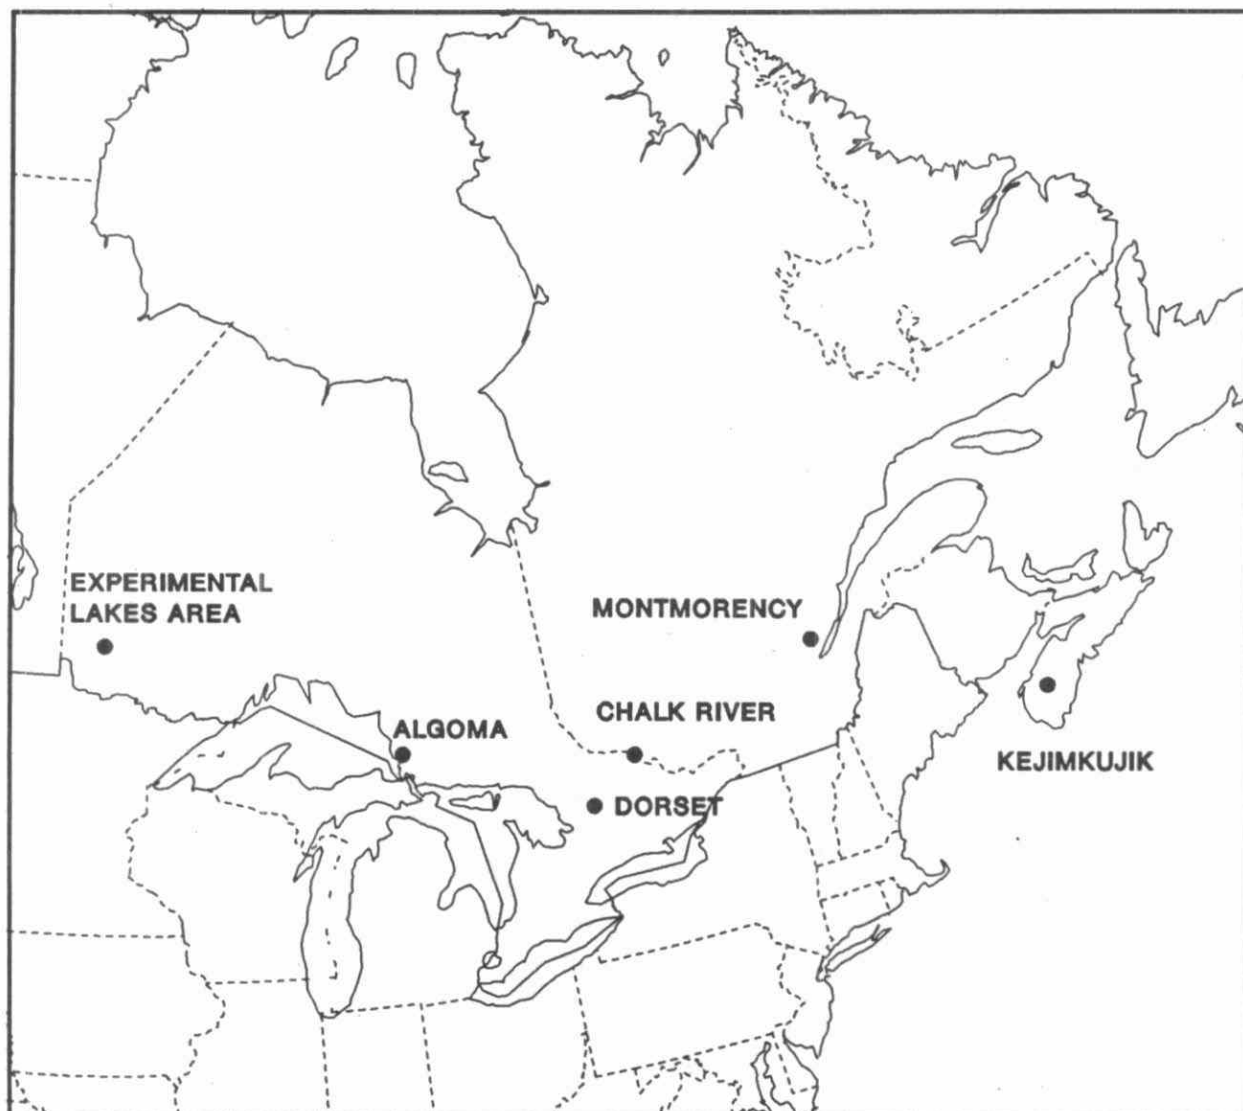 EXPERIMENTAL
LAKES AREA
MONTMORENCY
ALGOMA
CHALK RIVER
KEJIMKUJIK
DORSET